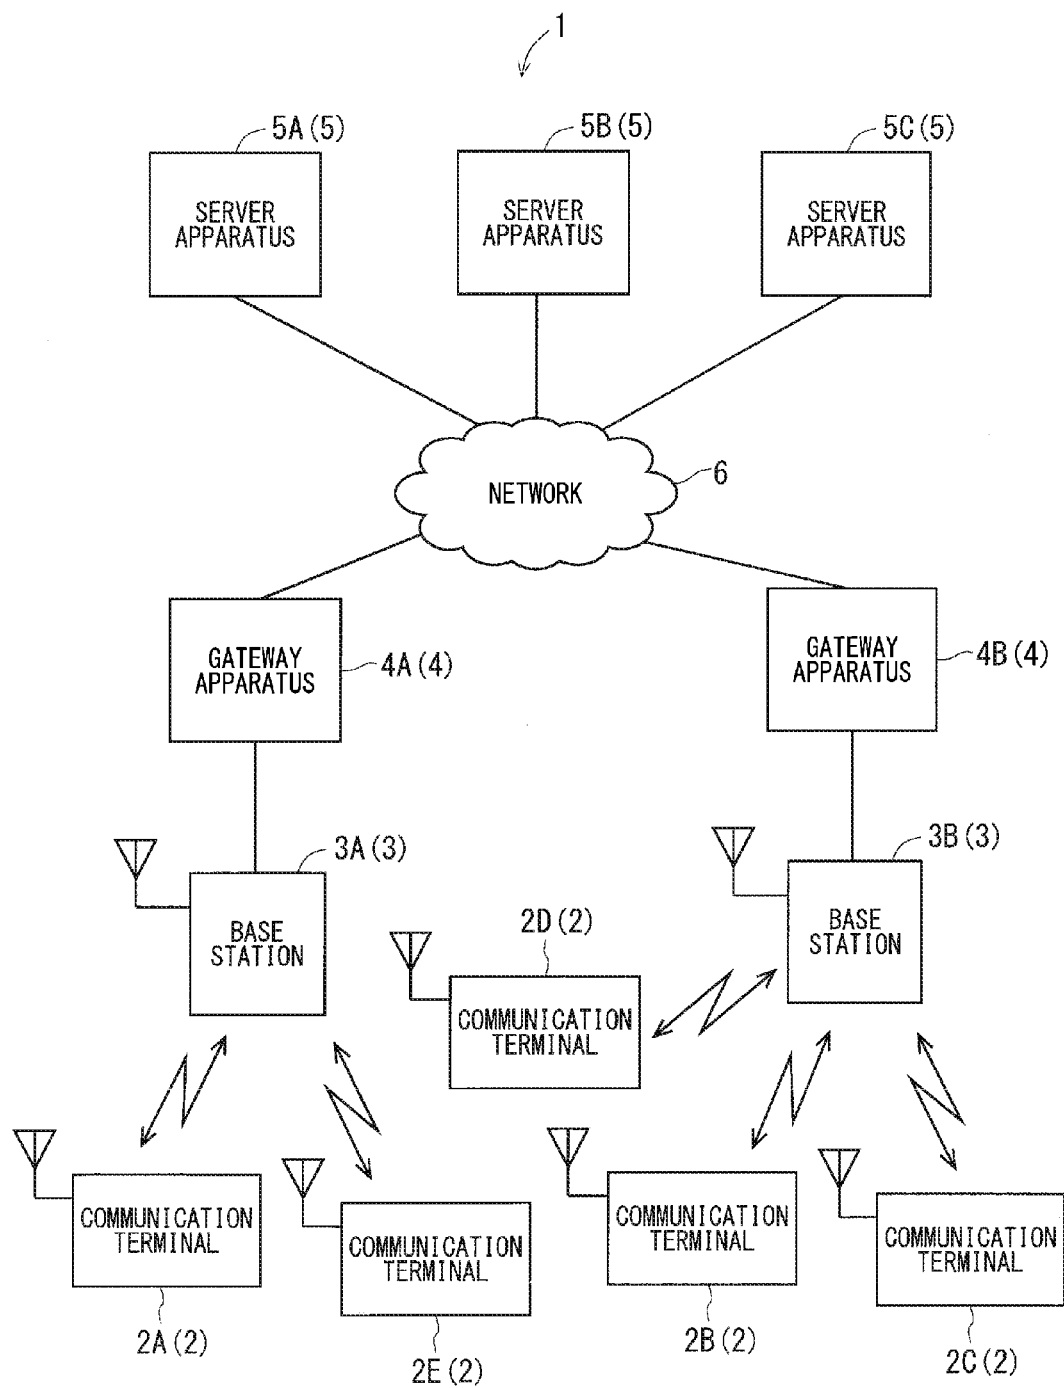 1
5A(5)
5B(5)
5C(5)
SERVER
APPARATUS
SERVER
APPARATUS
SERVER
APPARATUS
NETWORK
6
GATEWAY
APPARATUS
4A(4)
GATEWAY
APPARATUS
4B(4)
3A(3)
3B(3)
BASE
STATION
BASE
STATION
2D(2)
COMMUNICATION
TERMINAL
COMMUNICATION
TERMINAL
COMMUNICATION
TERMINAL
COMMUNICATION
TERMINAL
COMMUNICATION
TERMINAL
2A(2)
2E(2)
2B(2)
2C(2)